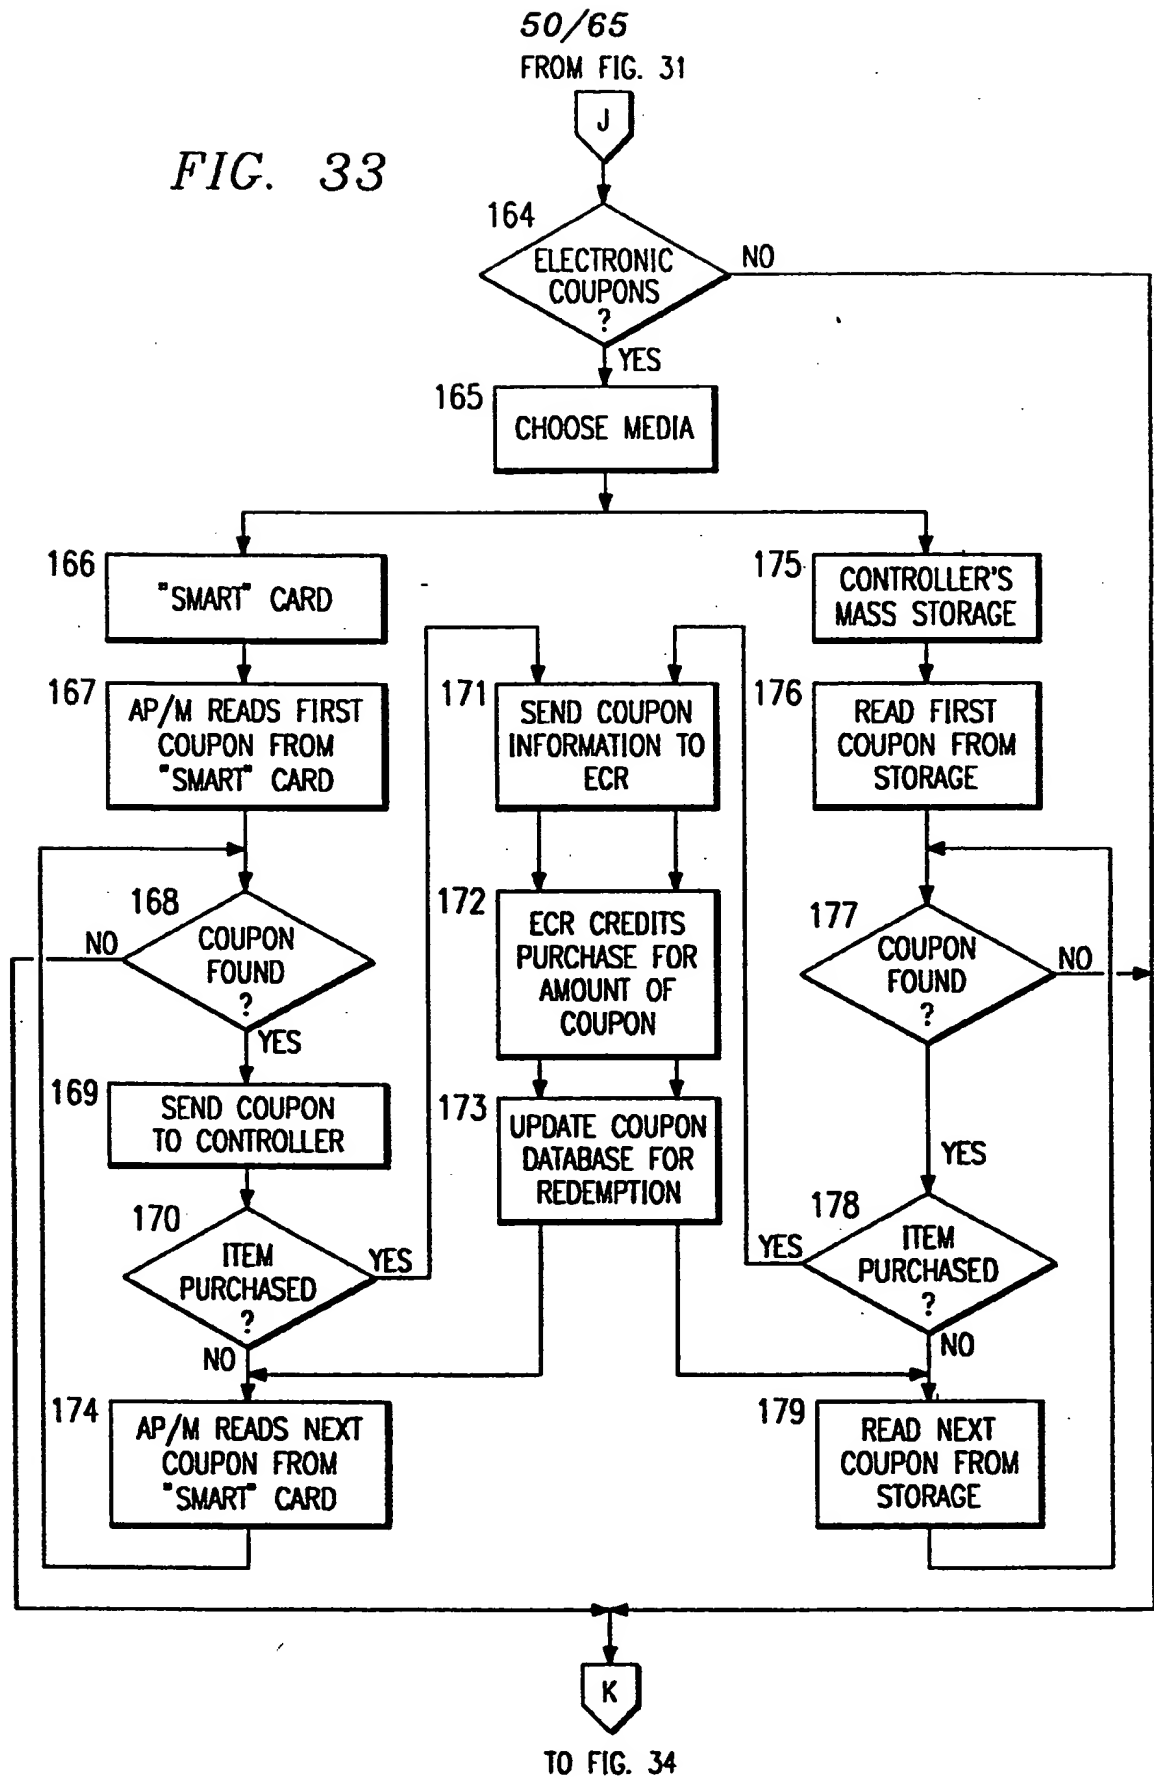 50/65
FROM FIG. 31
J
FIG. 33
164
ELECTRONIC
COUPONS
?
NO
YES
165
CHOOSE MEDIA
166
"SMART" CARD
175
CONTROLLER'S
MASS STORAGE
167
AP/M READS FIRST
COUPON FROM
"SMART" CARD
171
SEND COUPON
INFORMATION TO
ECR
176
READ FIRST
COUPON FROM
STORAGE
168
COUPON
FOUND
?
NO
YES
172
ECR CREDITS
PURCHASE FOR
AMOUNT OF
COUPON
177
COUPON
FOUND
?
NO
YES
169
SEND COUPON
TO CONTROLLER
173
UPDATE COUPON
DATABASE FOR
REDEMPTION
170
ITEM
PURCHASED
?
YES
NO
178
ITEM
PURCHASED
?
YES
NO
174
AP/M READS NEXT
COUPON FROM
"SMART" CARD
179
READ NEXT
COUPON FROM
STORAGE
K
TO FIG. 34